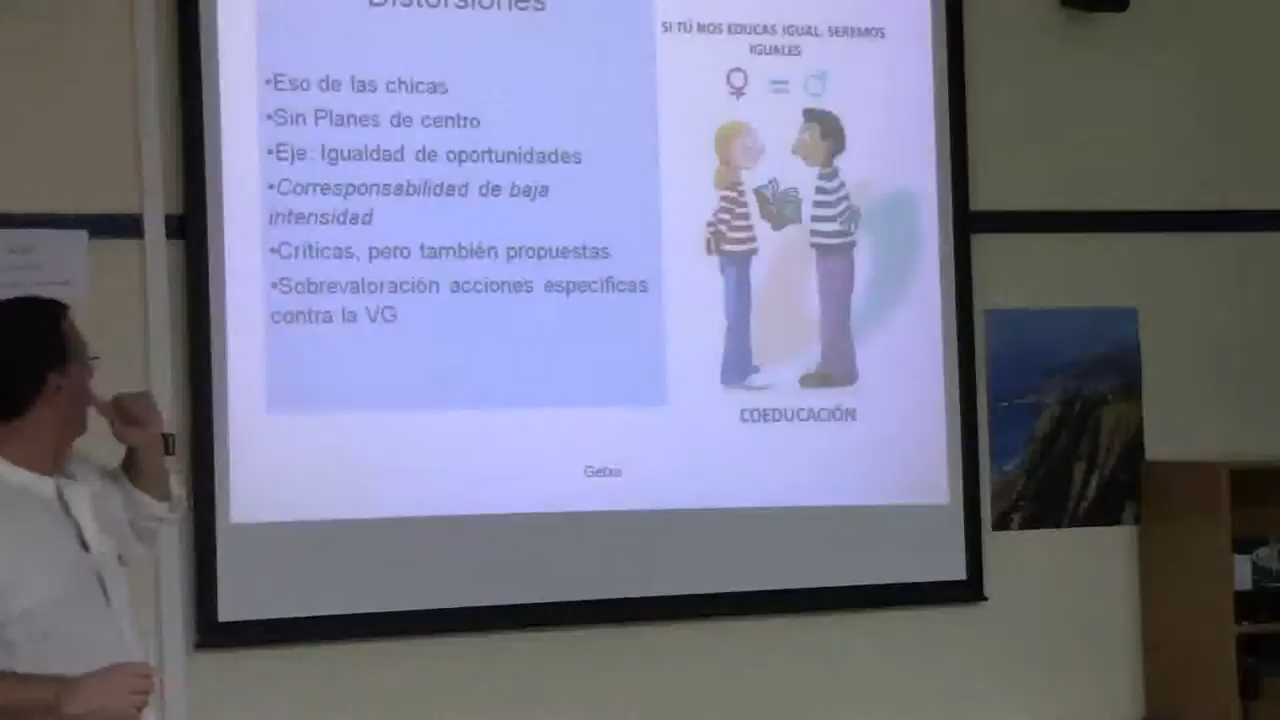 Distorsiones
•Eso de las chicas
•Sin Planes de centro
•Eje: Igualdad de oportunidades
•Corresponsabilidad de baja
intensidad
•Críticas, pero también propuestas
•Sobrevaloración acciones específicas
contra la VG
SI TÚ NOS EDUCAS IGUAL, SEREMOS
IGUALES
♀ = ♂
COEDUCACIÓN
Getxo